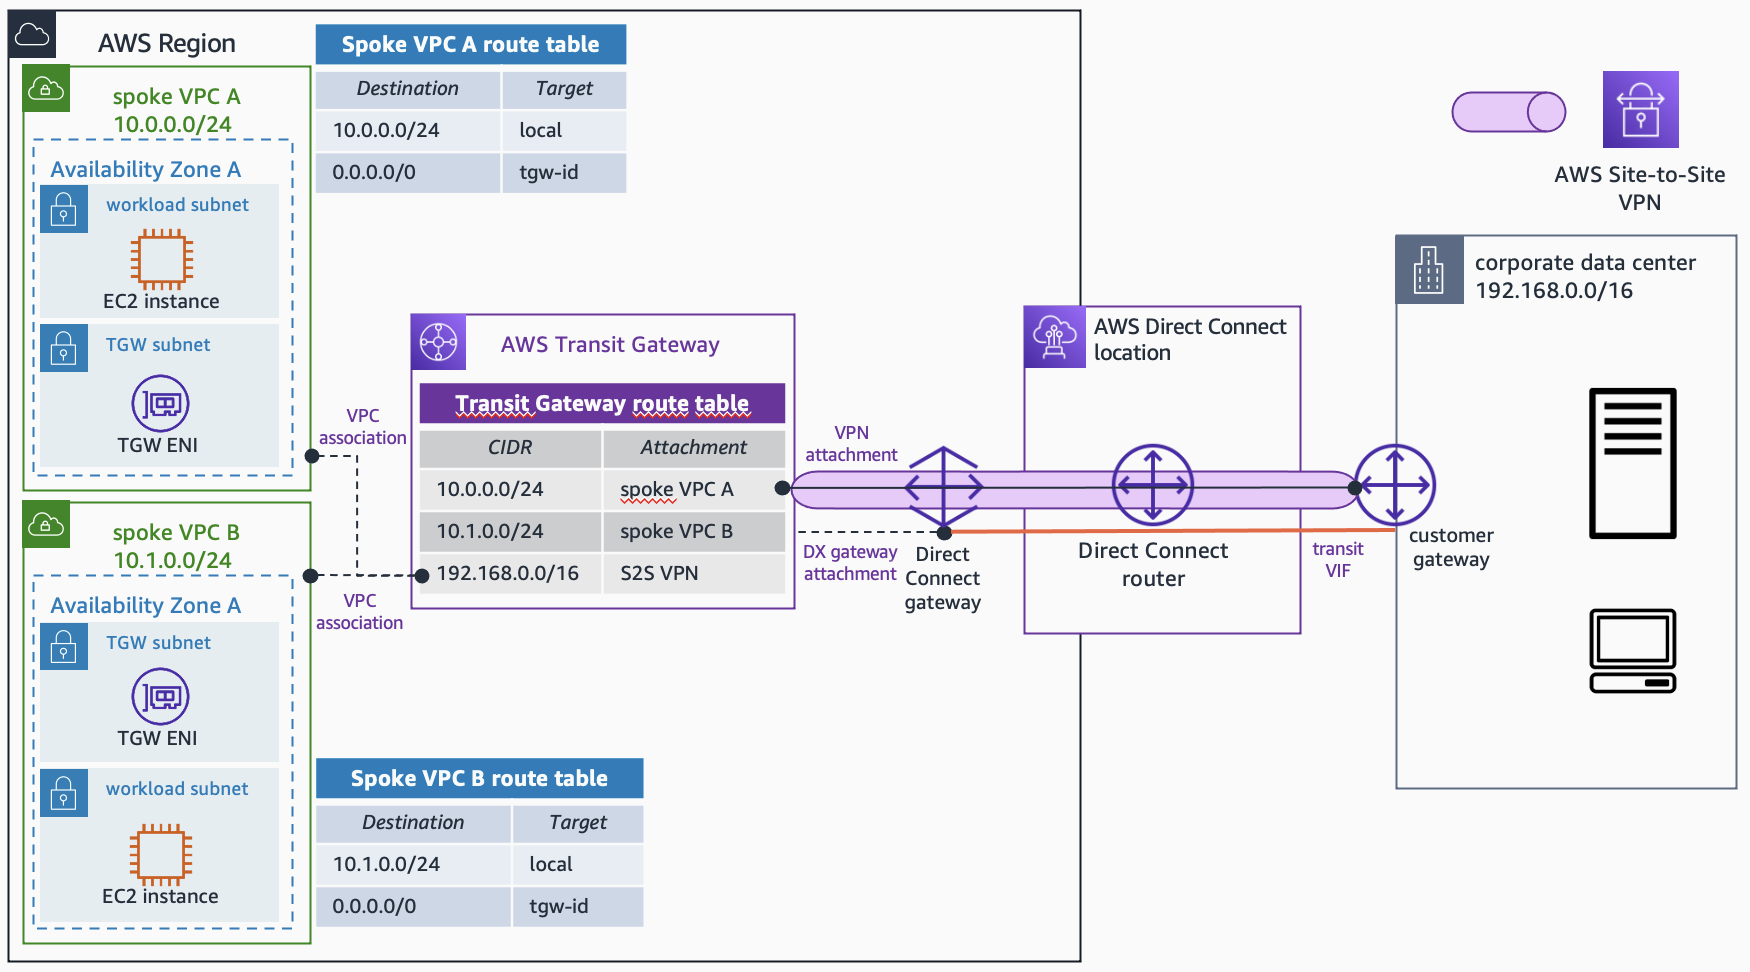 AWS Region
spoke VPC A
10.0.0.0/24
Availability Zone A
workload subnet
EC2 instance
TGW subnet
TGW ENI
spoke VPC B
10.1.0.0/24
Availability Zone A
TGW subnet
TGW ENI
workload subnet
EC2 instance
Spoke VPC A route table
Destination Target
10.0.0.0/24 local
0.0.0.0/0 tgw-id
VPC
association
VPC
association
AWS Transit Gateway
Transit Gateway route table
CIDR Attachment
10.0.0.0/24 spoke VPC A
10.1.0.0/24 spoke VPC B
192.168.0.0/16 S2S VPN
Spoke VPC B route table
Destination Target
10.1.0.0/24 local
0.0.0.0/0 tgw-id
VPN
attachment
DX gateway
attachment
Direct
Connect
gateway
AWS Direct Connect
location
Direct Connect
router
transit
VIF
customer
gateway
AWS Site-to-Site
VPN
corporate data center
192.168.0.0/16